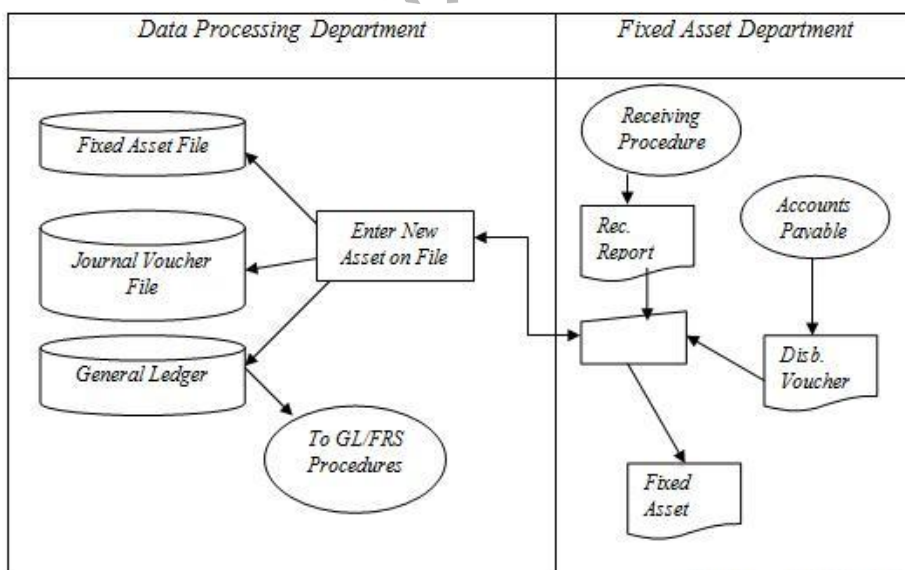 Data Processing Department
Fixed Asset Department
Fixed Asset File
Journal Voucher
File
General Ledger
To GL/FRS
Procedures
Enter New
Asset on File
Receiving
Procedure
Rec.
Report
Accounts
Payable
Disb.
Voucher
Fixed
Asset